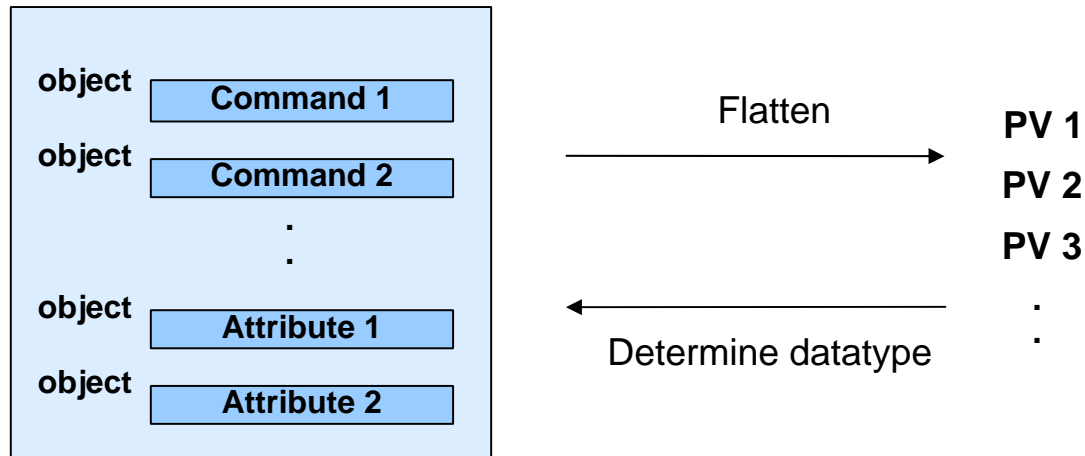 object
Command 1
object
Command 2
.
.
object
Attribute 1
object
Attribute 2
Flatten
Determine datatype
PV 1
PV 2
PV 3
.
.